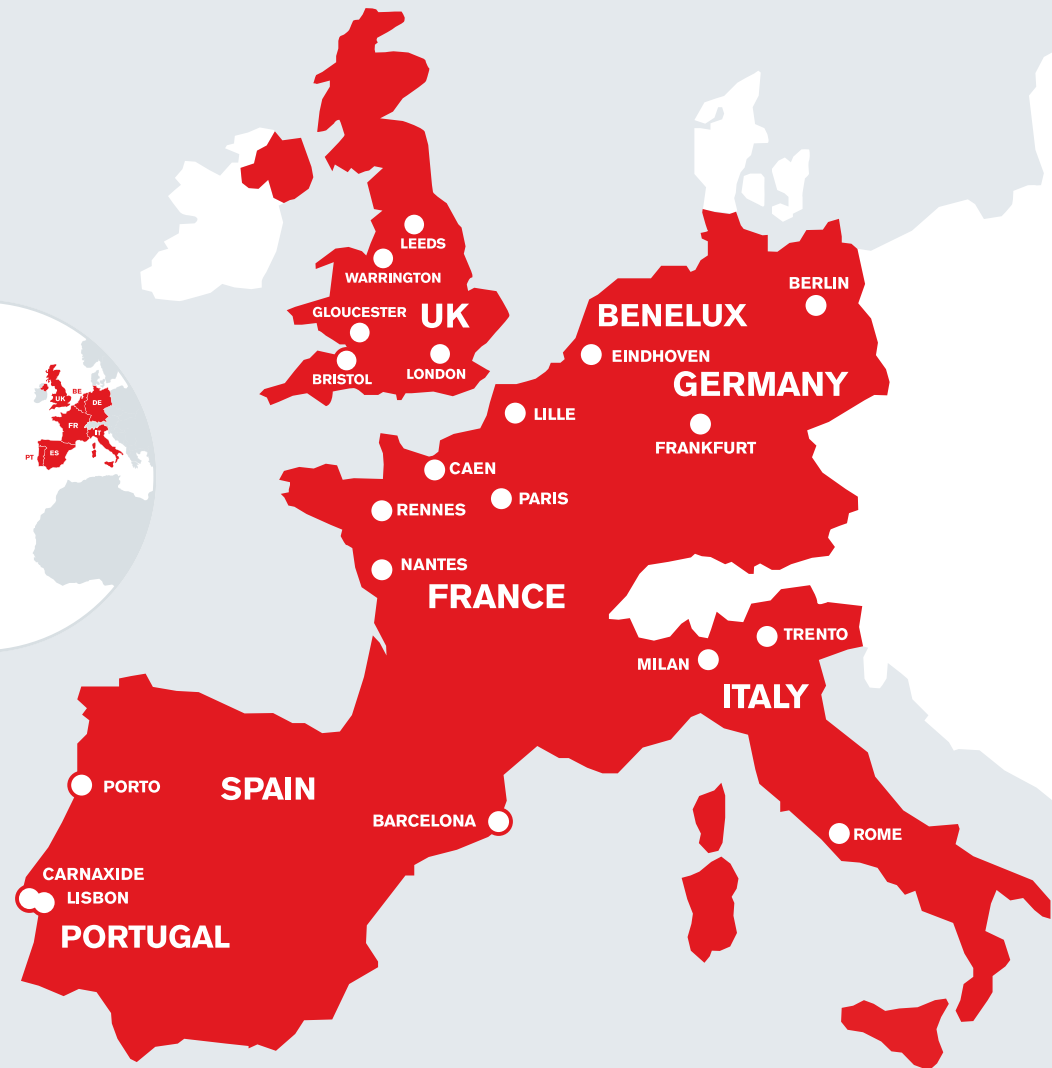 LEEDS
WARRINGTON
GLOUCESTER
UK
BRISTOL
LONDON
BENELUX
BERLIN
EINDHOVEN
GERMANY
LILLE
FRANKFURT
CAEN
PARIS
RENNES
NANTES
FRANCE
TRENTO
MILAN
ITALY
PORTO
SPAIN
BARCELONA
ROME
CARNAXIDE
LISBON
PORTUGAL
UK
BE
DE
FR
IT
PT
ES